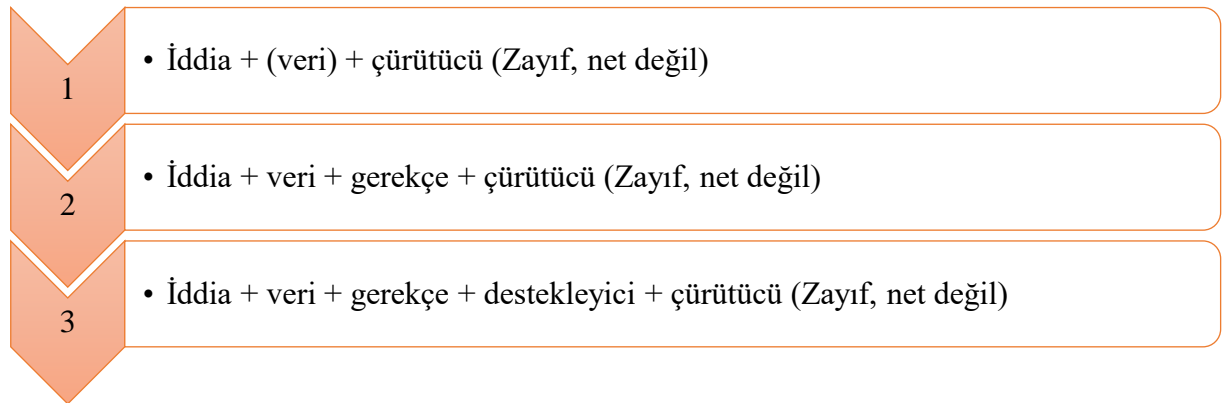 1
• İddia + (veri) + çürütücü (Zayıf, net değil)
2
• İddia + veri + gerekçe + çürütücü (Zayıf, net değil)
3
• İddia + veri + gerekçe + destekleyici + çürütücü (Zayıf, net değil)